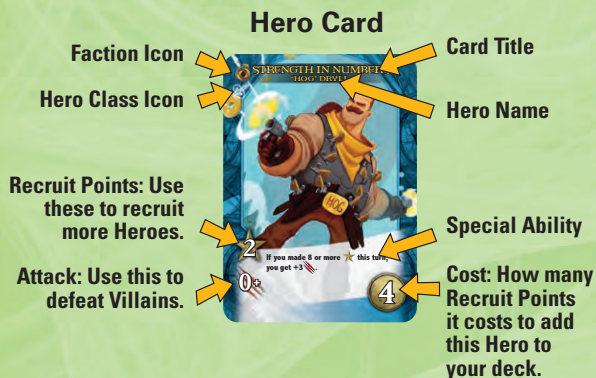 Hero Card
Faction Icon
Hero Class Icon
Recruit Points: Use
these to recruit
more Heroes.
Attack: Use this to
defeat Villains.
STRENGTH IN NUMBERS
"HOG" DRYL
HOG
2
If you made 8 or more this turn,
you get +3
0+
4
Card Title
Hero Name
Special Ability
Cost: How many
Recruit Points
it costs to add
this Hero to
your deck.